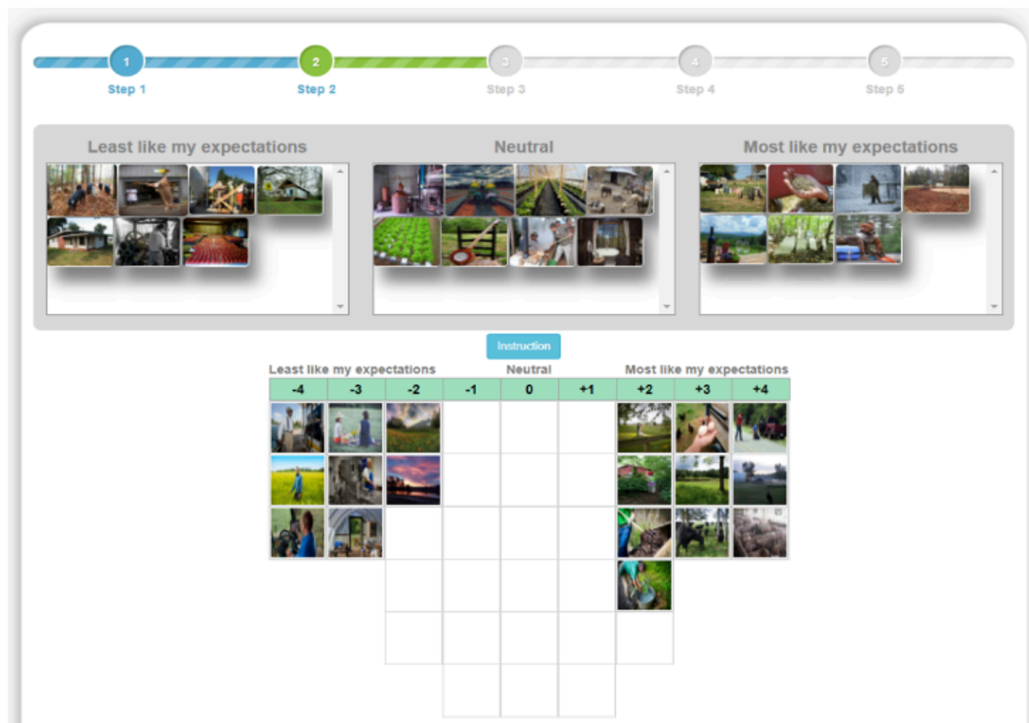 1 2 3 4 5
Step 1 Step 2 Step 3 Step 4 Step 5
Least like my expectations Neutral Most like my expectations
Instruction
Least like my expectations Neutral Most like my expectations
-4 -3 -2 -1 0 +1 +2 +3 +4